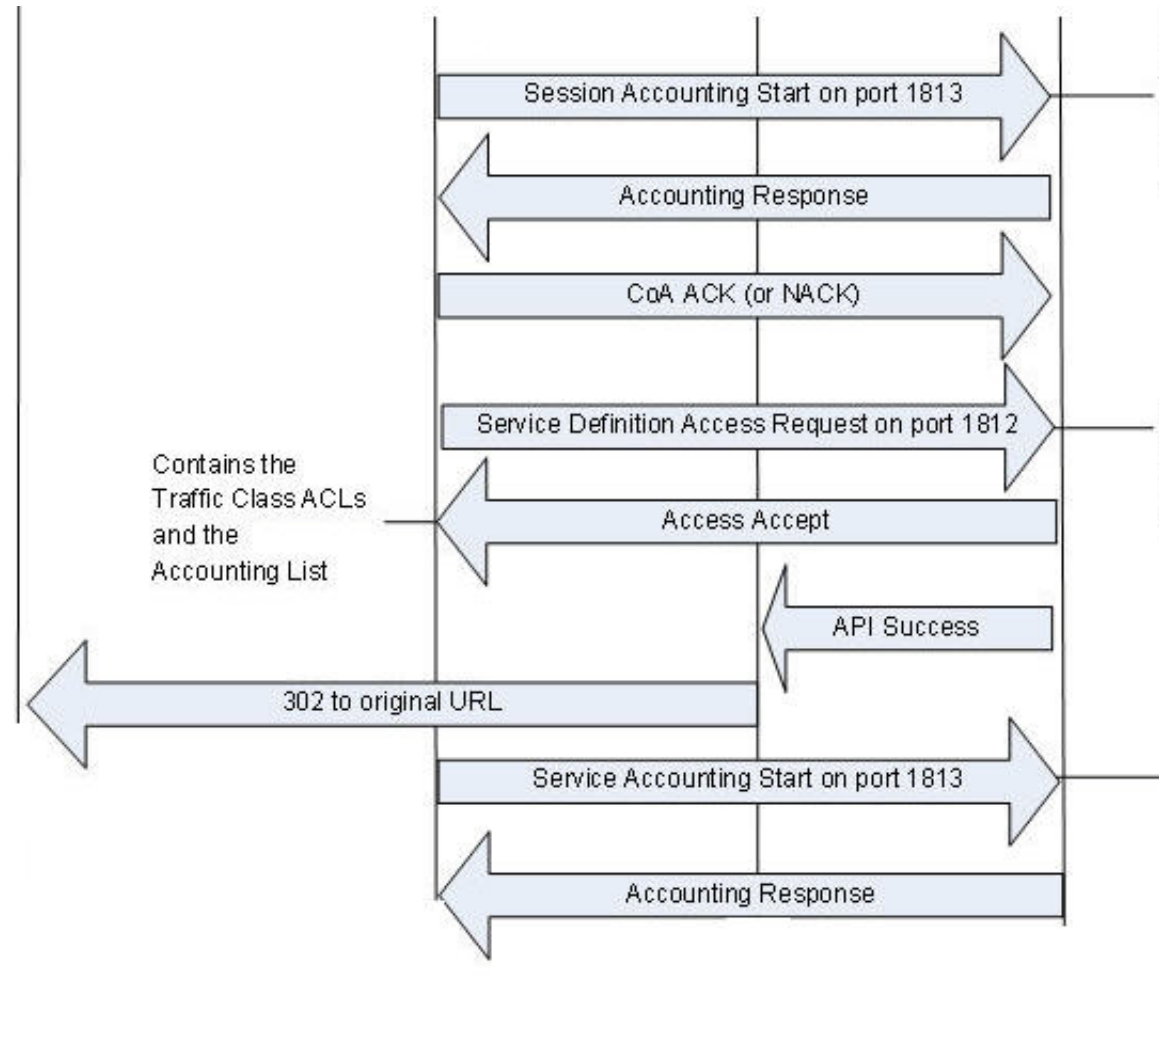 Session Accounting Start on port 1813
Accounting Response
CoA ACK (or NACK)
Service Definition Access Request on port 1812
Contains the
Traffic Class ACLs
and the
Accounting List
Access Accept
API Success
302 to original URL
Service Accounting Start on port 1813
Accounting Response